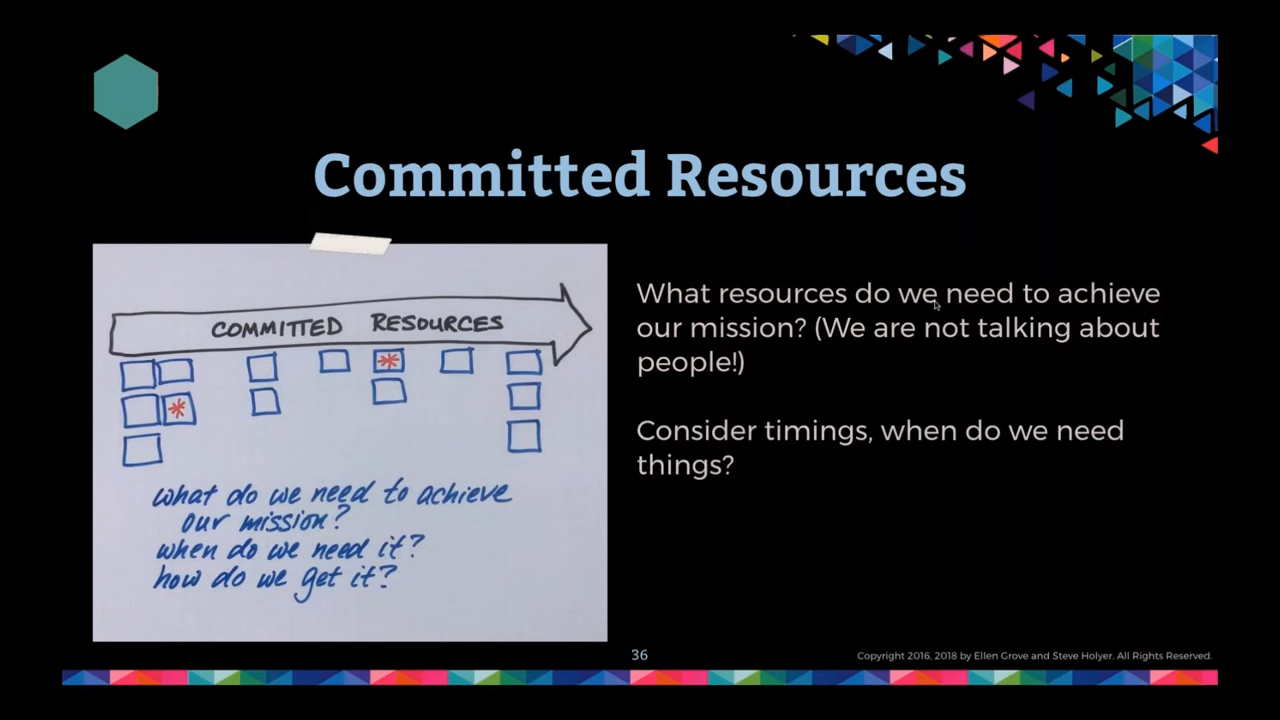 Committed Resources
COMMITTED RESOURCES
what do we need to achieve
our mission?
when do we need it?
how do we get it?
What resources do we need to achieve
our mission? (We are not talking about
people!)
Consider timings, when do we need
things?
36
Copyright 2016, 2018 by Ellen Grove and Steve Holyer. All Rights Reserved.